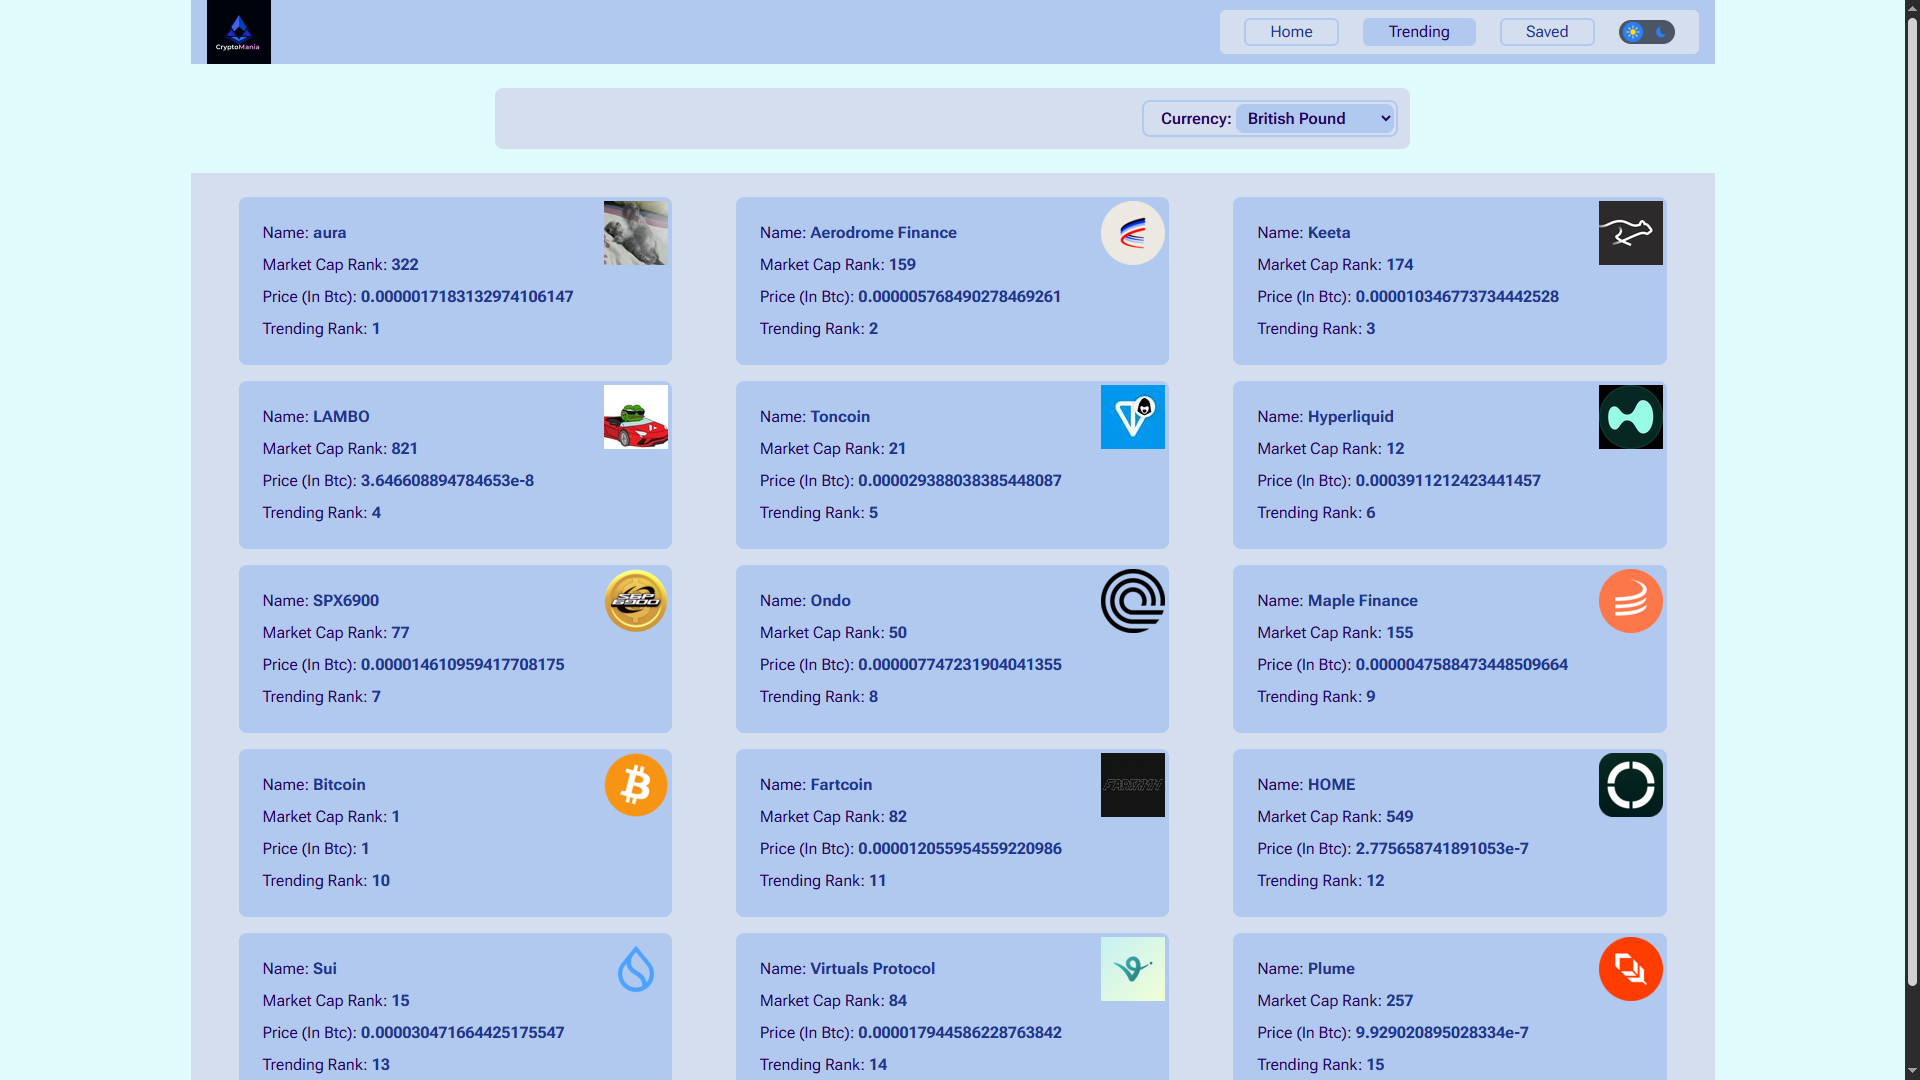 CryptoMania
Home
Trending
Saved
Currency: British Pound
Name: aura
Market Cap Rank: 322
Price (In Btc): 0.0000017183132974106147
Trending Rank: 1
Name: Aerodrome Finance
Market Cap Rank: 159
Price (In Btc): 0.000005768490278469261
Trending Rank: 2
Name: Keeta
Market Cap Rank: 174
Price (In Btc): 0.000010346773734442528
Trending Rank: 3
Name: LAMBO
Market Cap Rank: 821
Price (In Btc): 3.646608894784653e-8
Trending Rank: 4
Name: Toncoin
Market Cap Rank: 21
Price (In Btc): 0.000029388038385448087
Trending Rank: 5
Name: Hyperliquid
Market Cap Rank: 12
Price (In Btc): 0.0003911212423441457
Trending Rank: 6
Name: SPX6900
Market Cap Rank: 77
Price (In Btc): 0.000014610959417708175
Trending Rank: 7
Name: Ondo
Market Cap Rank: 50
Price (In Btc): 0.000007747231904041355
Trending Rank: 8
Name: Maple Finance
Market Cap Rank: 155
Price (In Btc): 0.0000047588473448509664
Trending Rank: 9
Name: Bitcoin
Market Cap Rank: 1
Price (In Btc): 1
Trending Rank: 10
Name: Fartcoin
Market Cap Rank: 82
Price (In Btc): 0.000012055954559220986
Trending Rank: 11
Name: HOME
Market Cap Rank: 549
Price (In Btc): 2.775658741891053e-7
Trending Rank: 12
Name: Sui
Market Cap Rank: 15
Price (In Btc): 0.000030471664425175547
Trending Rank: 13
Name: Virtuals Protocol
Market Cap Rank: 84
Price (In Btc): 0.000017944586228763842
Trending Rank: 14
Name: Plume
Market Cap Rank: 257
Price (In Btc): 9.929020895028334e-7
Trending Rank: 15